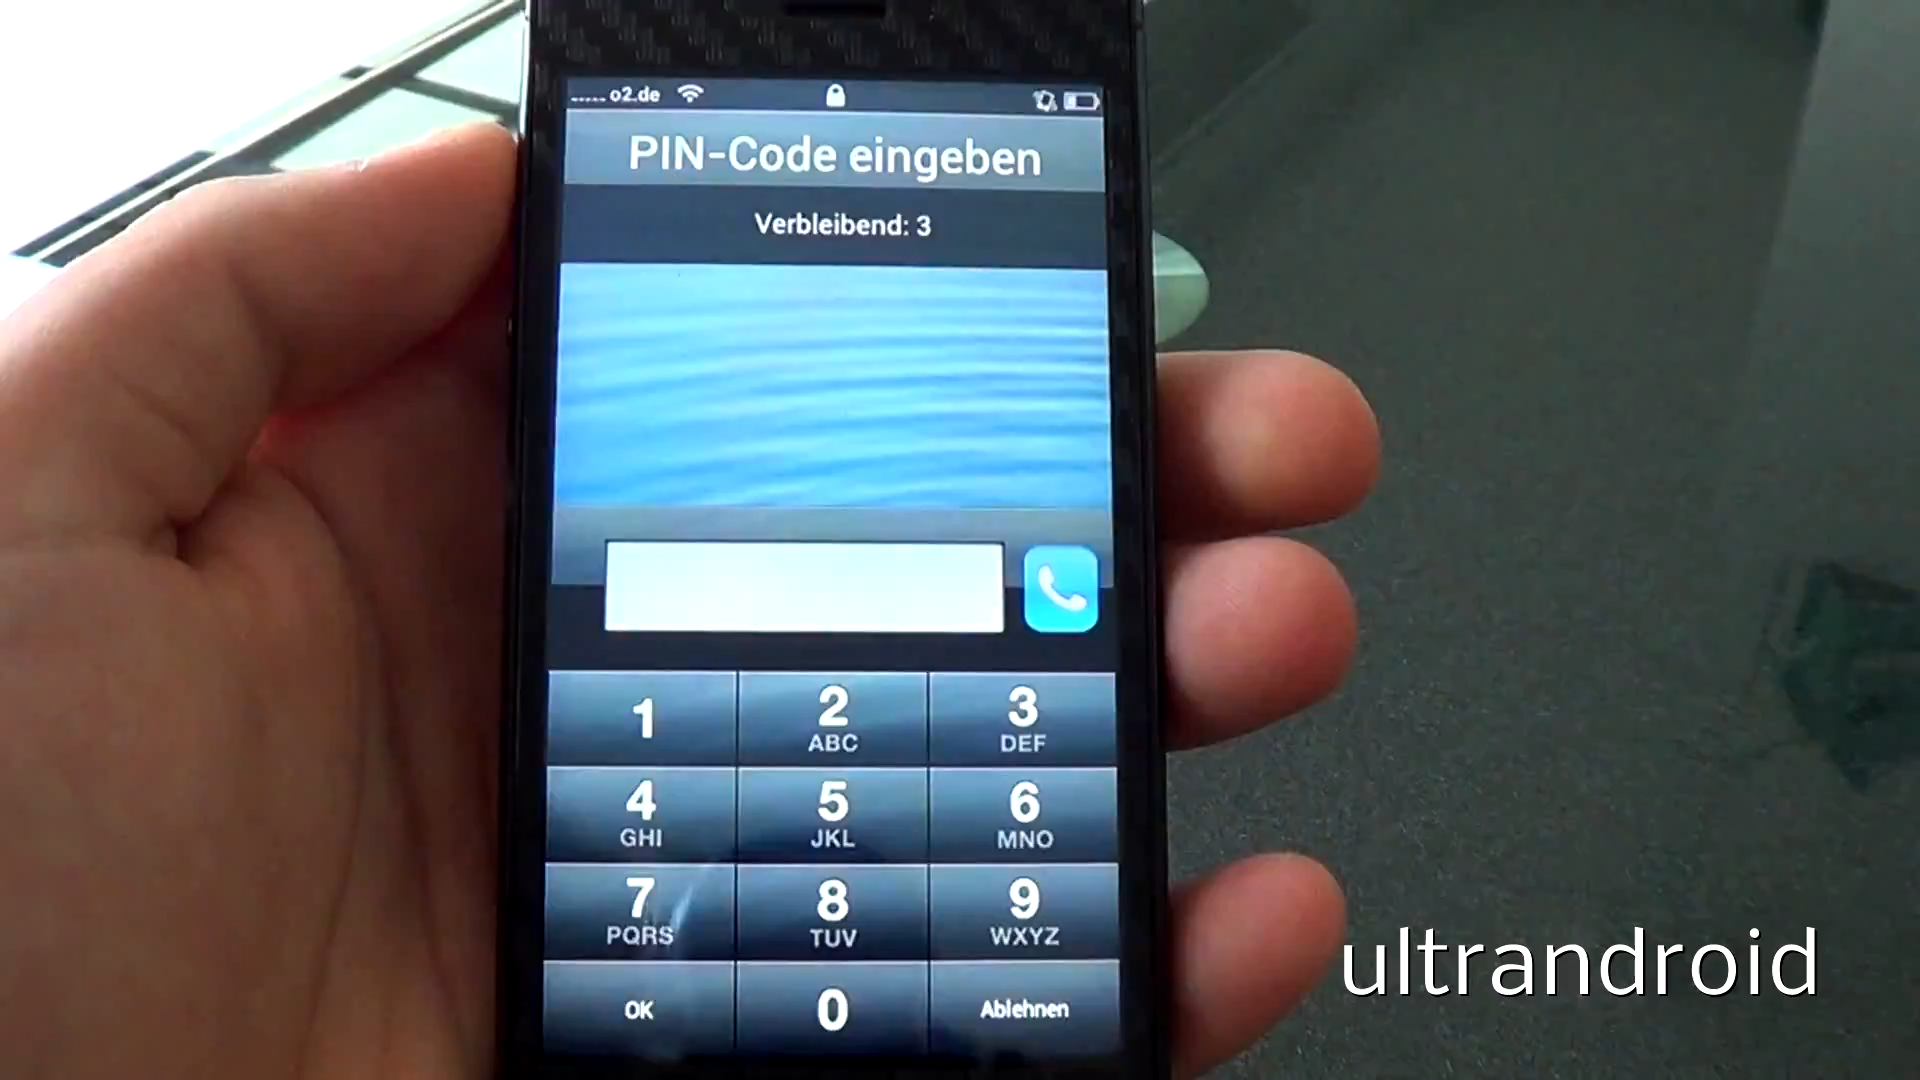 o2.de
PIN-Code eingeben
Verbleibend: 3
1
2
ABC
3
DEF
4
GHI
5
JKL
6
MNO
7
PQRS
8
TUV
9
WXYZ
OK
0
Ablehnen
ultrandroid